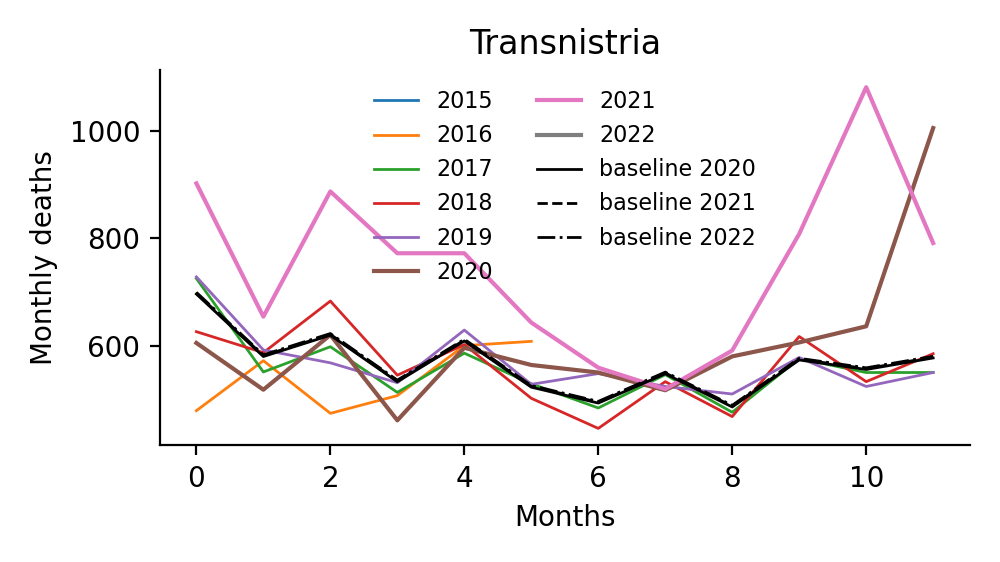 Transnistria
Monthly deaths
1000
800
600
2015
2016
2017
2018
2019
2020
2021
2022
baseline 2020
baseline 2021
baseline 2022
0 2 4 6 8 10
Months